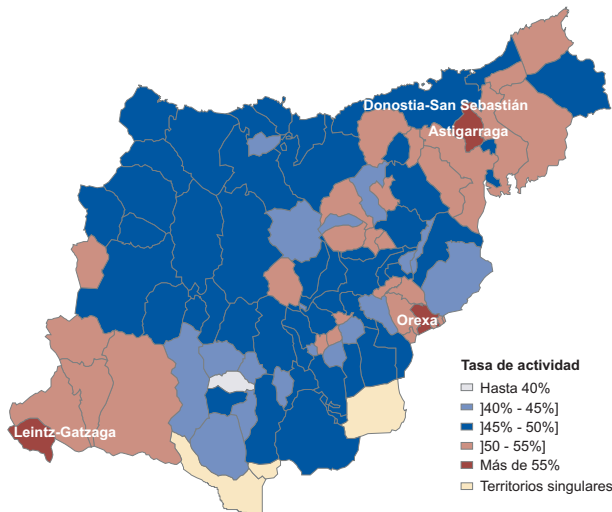 Donostia-San Sebastián
Astigarraga
Orexa
Leintz-Gatzaga
Tasa de actividad
Hasta 40%
]40% - 45%]
]45% - 50%]
]50 - 55%]
Más de 55%
Territorios singulares